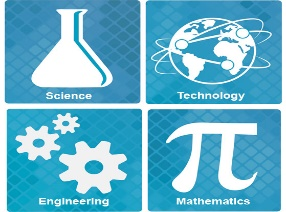 Science
Technology
Engineering
π
Mathematics